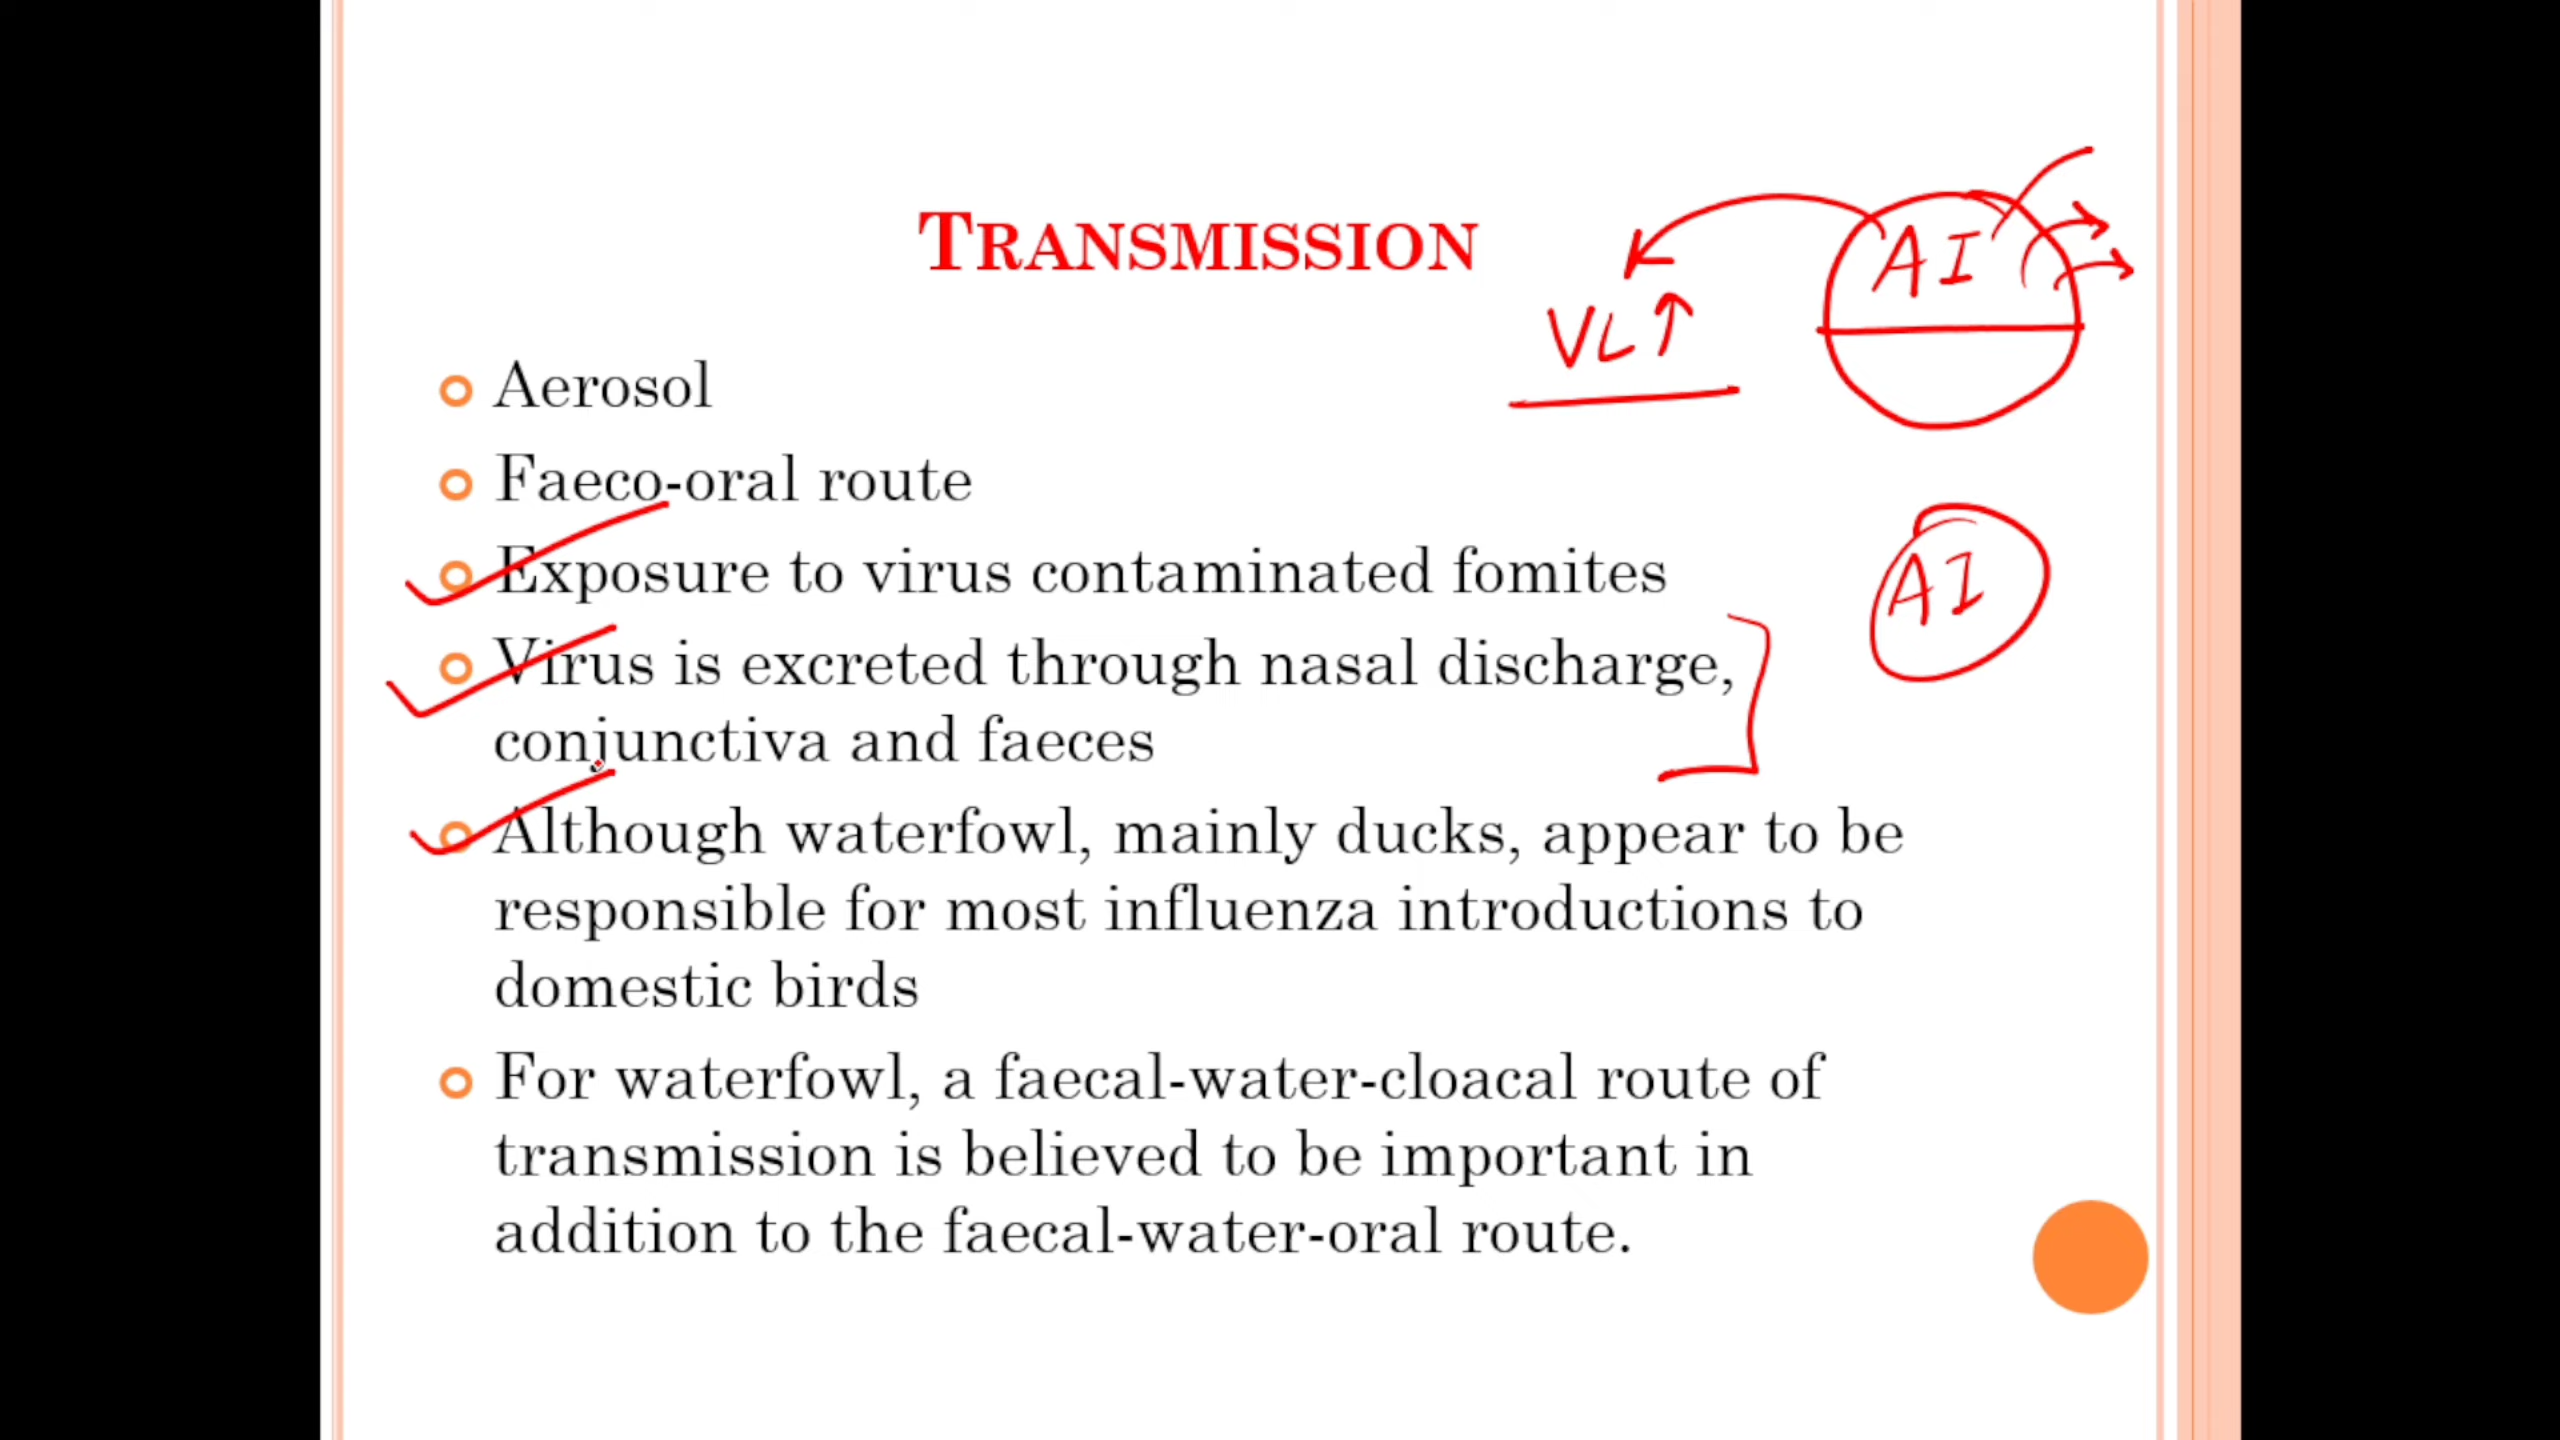 TRANSMISSION
AI
VL↑
Aerosol
Faeco-oral route
Exposure to virus contaminated fomites
AI
Virus is excreted through nasal discharge,
conjunctiva and faeces
Although waterfowl, mainly ducks, appear to be
responsible for most influenza introductions to
domestic birds
For waterfowl, a faecal-water-cloacal route of
transmission is believed to be important in
addition to the faecal-water-oral route.